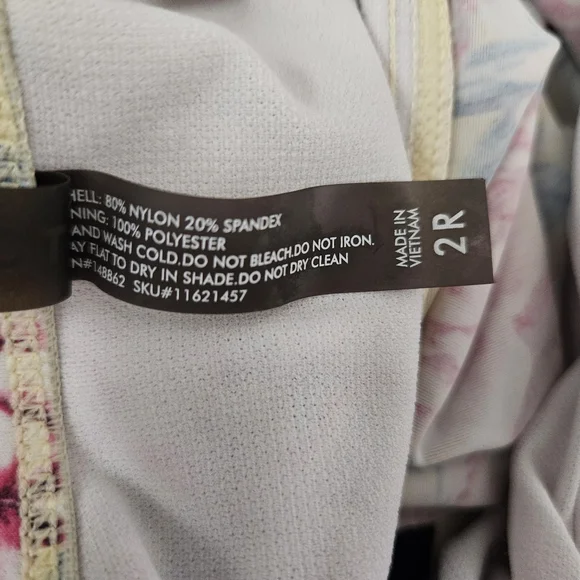 HELL: 80% NYLON 20% SPANDEX
NING: 100% POLYESTER
AND WASH COLD.DO NOT BLEACH.DO NOT IRON.
AY FLAT TO DRY IN SHADE.DO NOT DRY CLEAN
N#148862 SKU#11621457
MADE IN
VIETNAM
2R